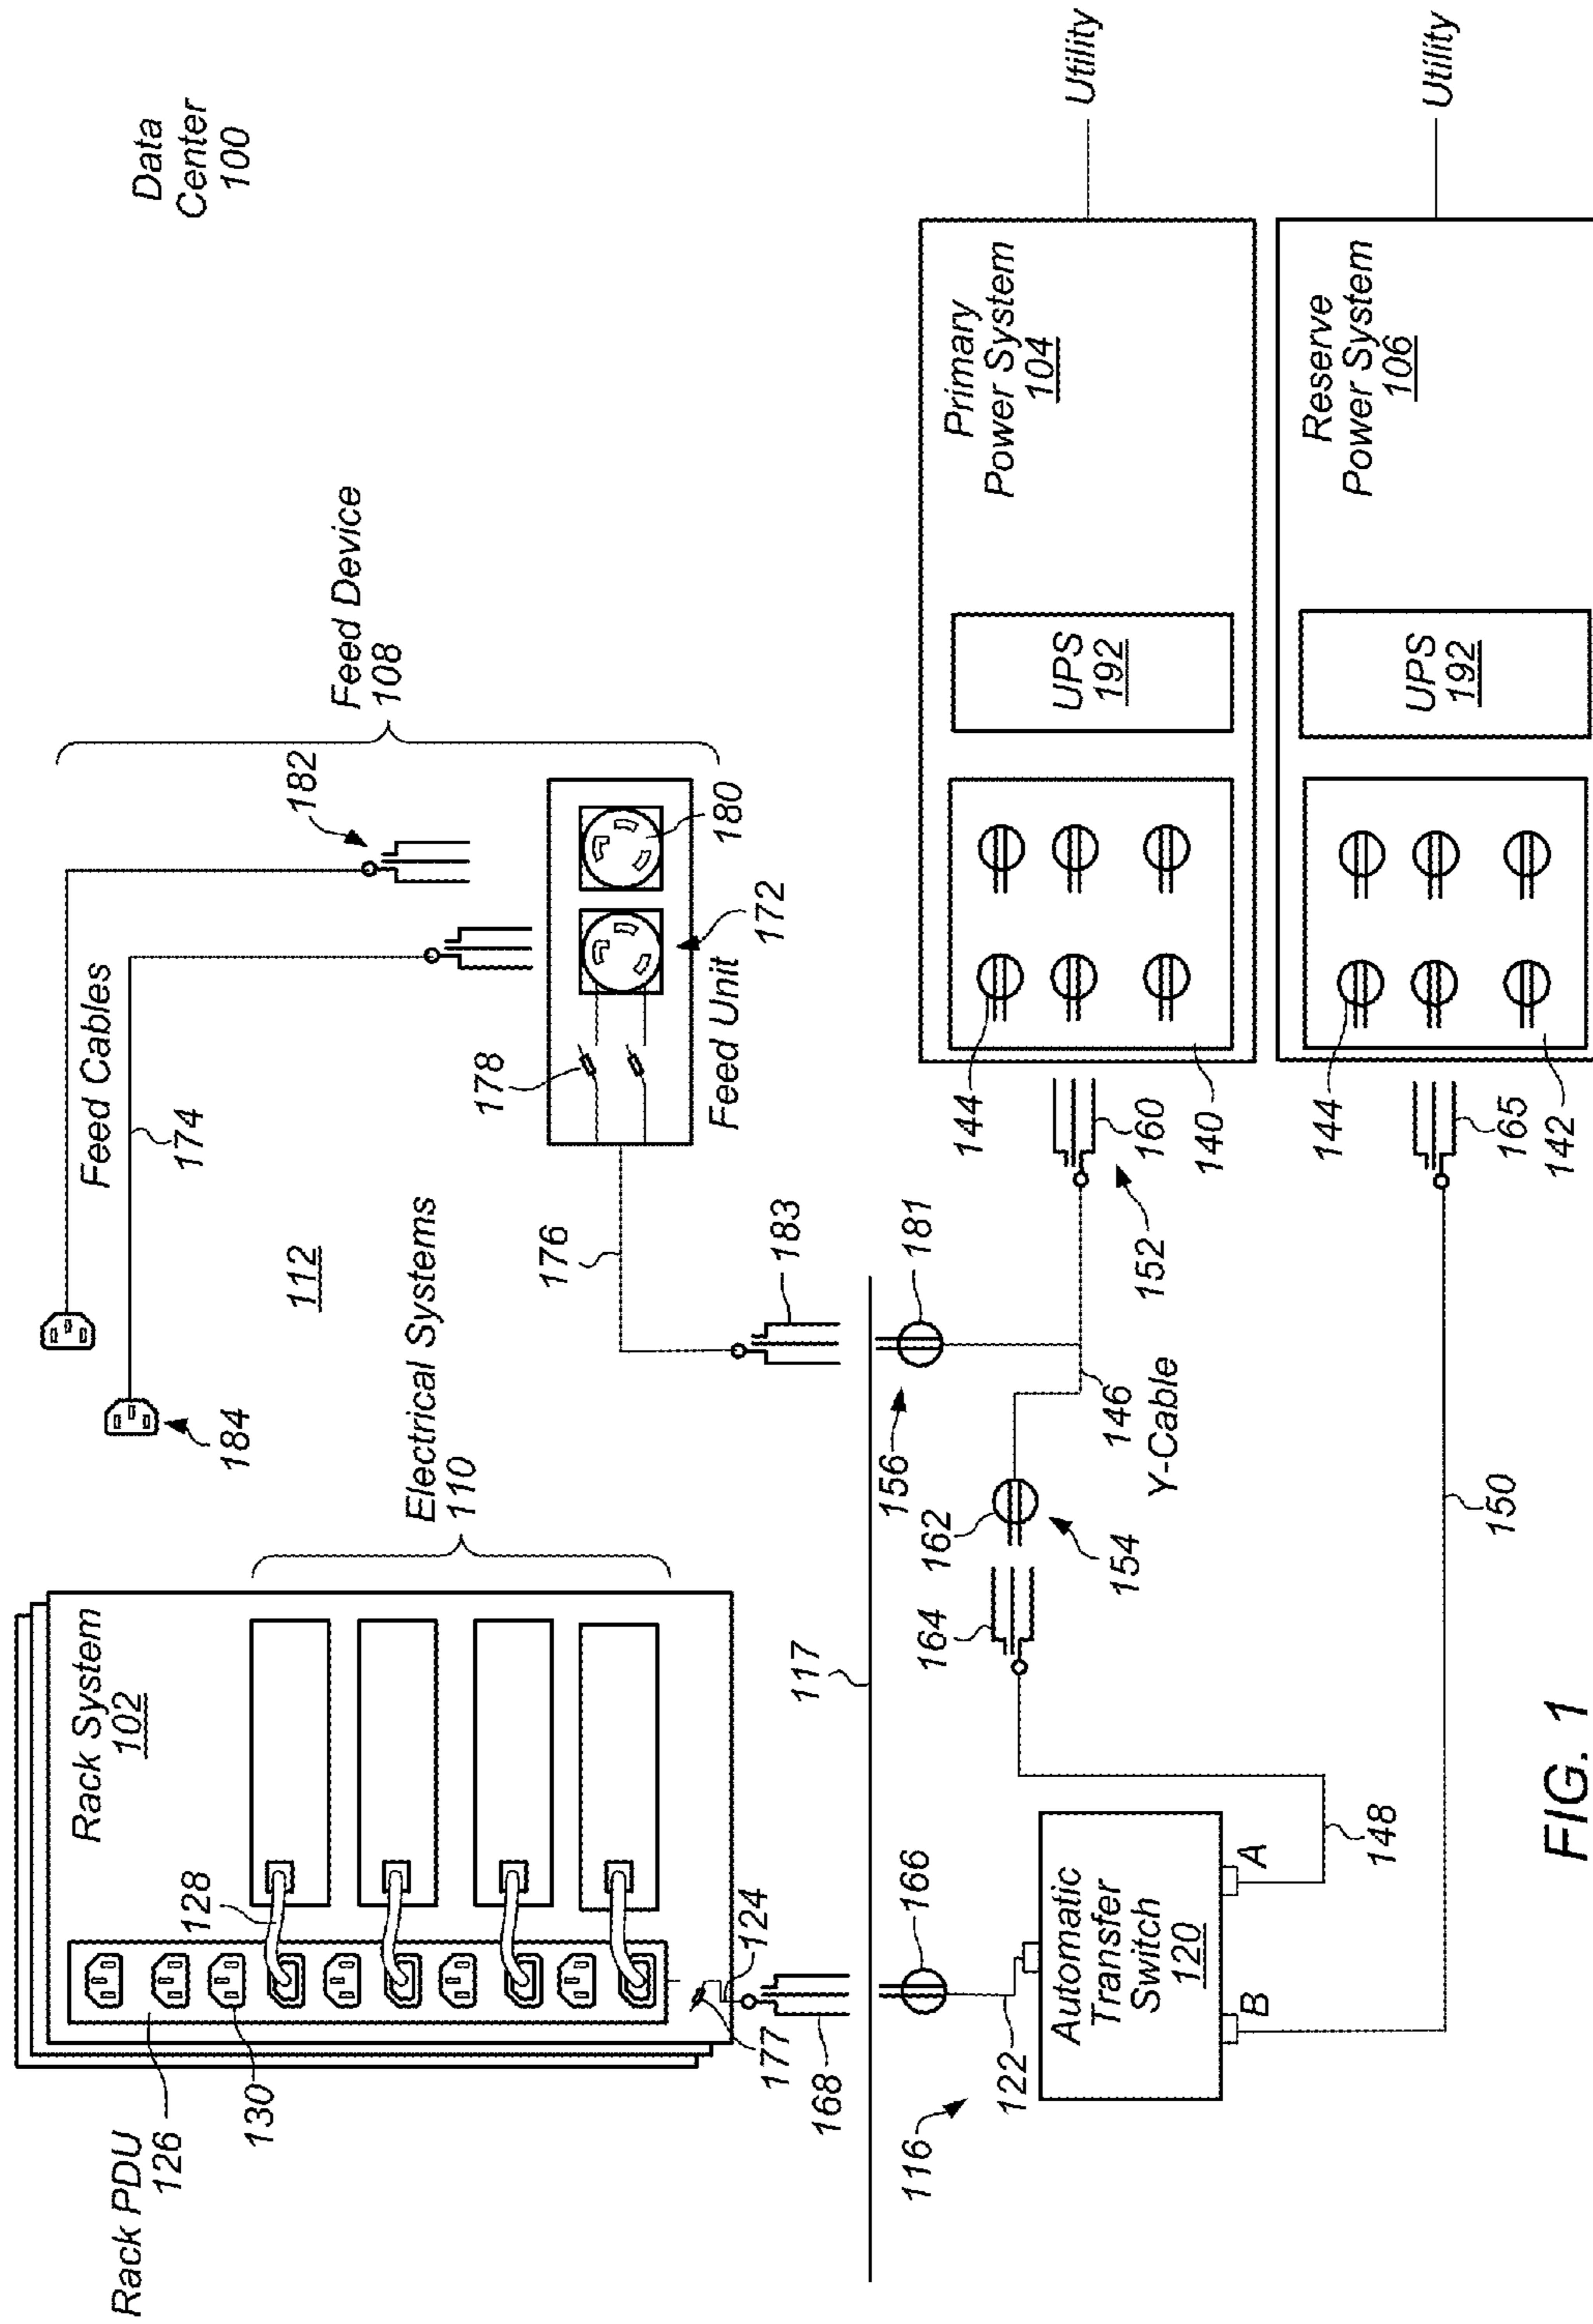 Data
Center
100
Feed Device
108
182
Feed Cables
174
184
112
180
172
178
Feed Unit
176
183
Electrical Systems
110
Rack System
102
128
Rack PDU
126
130
124
177
168
117
156
181
166
116
122
Automatic
Transfer
Switch
120
A
B
148
164
162
154
146
Y-Cable
152
160
150
165
Primary
Power System
104
UPS
192
144
140
Utility
Reserve
Power System
106
UPS
192
144
142
Utility
FIG. 1